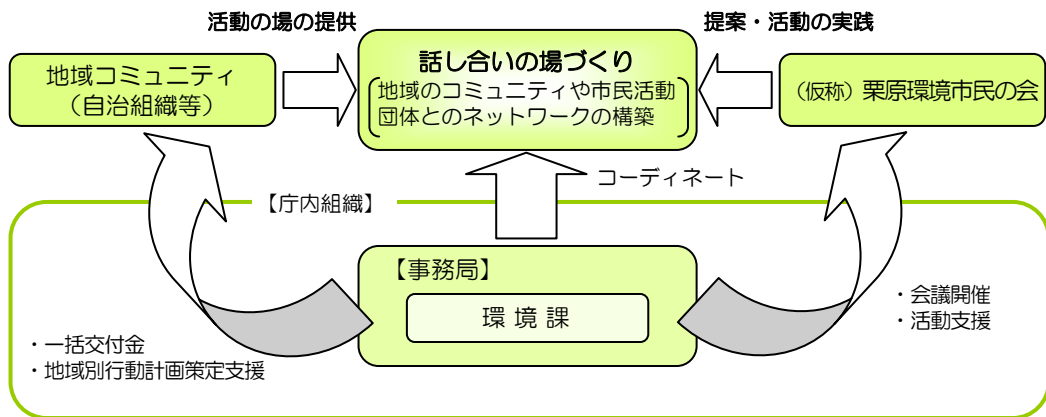 活動の場の提供
提案・活動の実践
地域コミュニティ
(自治組織等)
話し合いの場づくり
地域のコミュニティや市民活動
団体とのネットワークの構築
(仮称)栗原環境市民の会
コーディネート
【庁内組織】
【事務局】
環 境 課
・一括交付金
・地域別行動計画策定支援
・会議開催
・活動支援